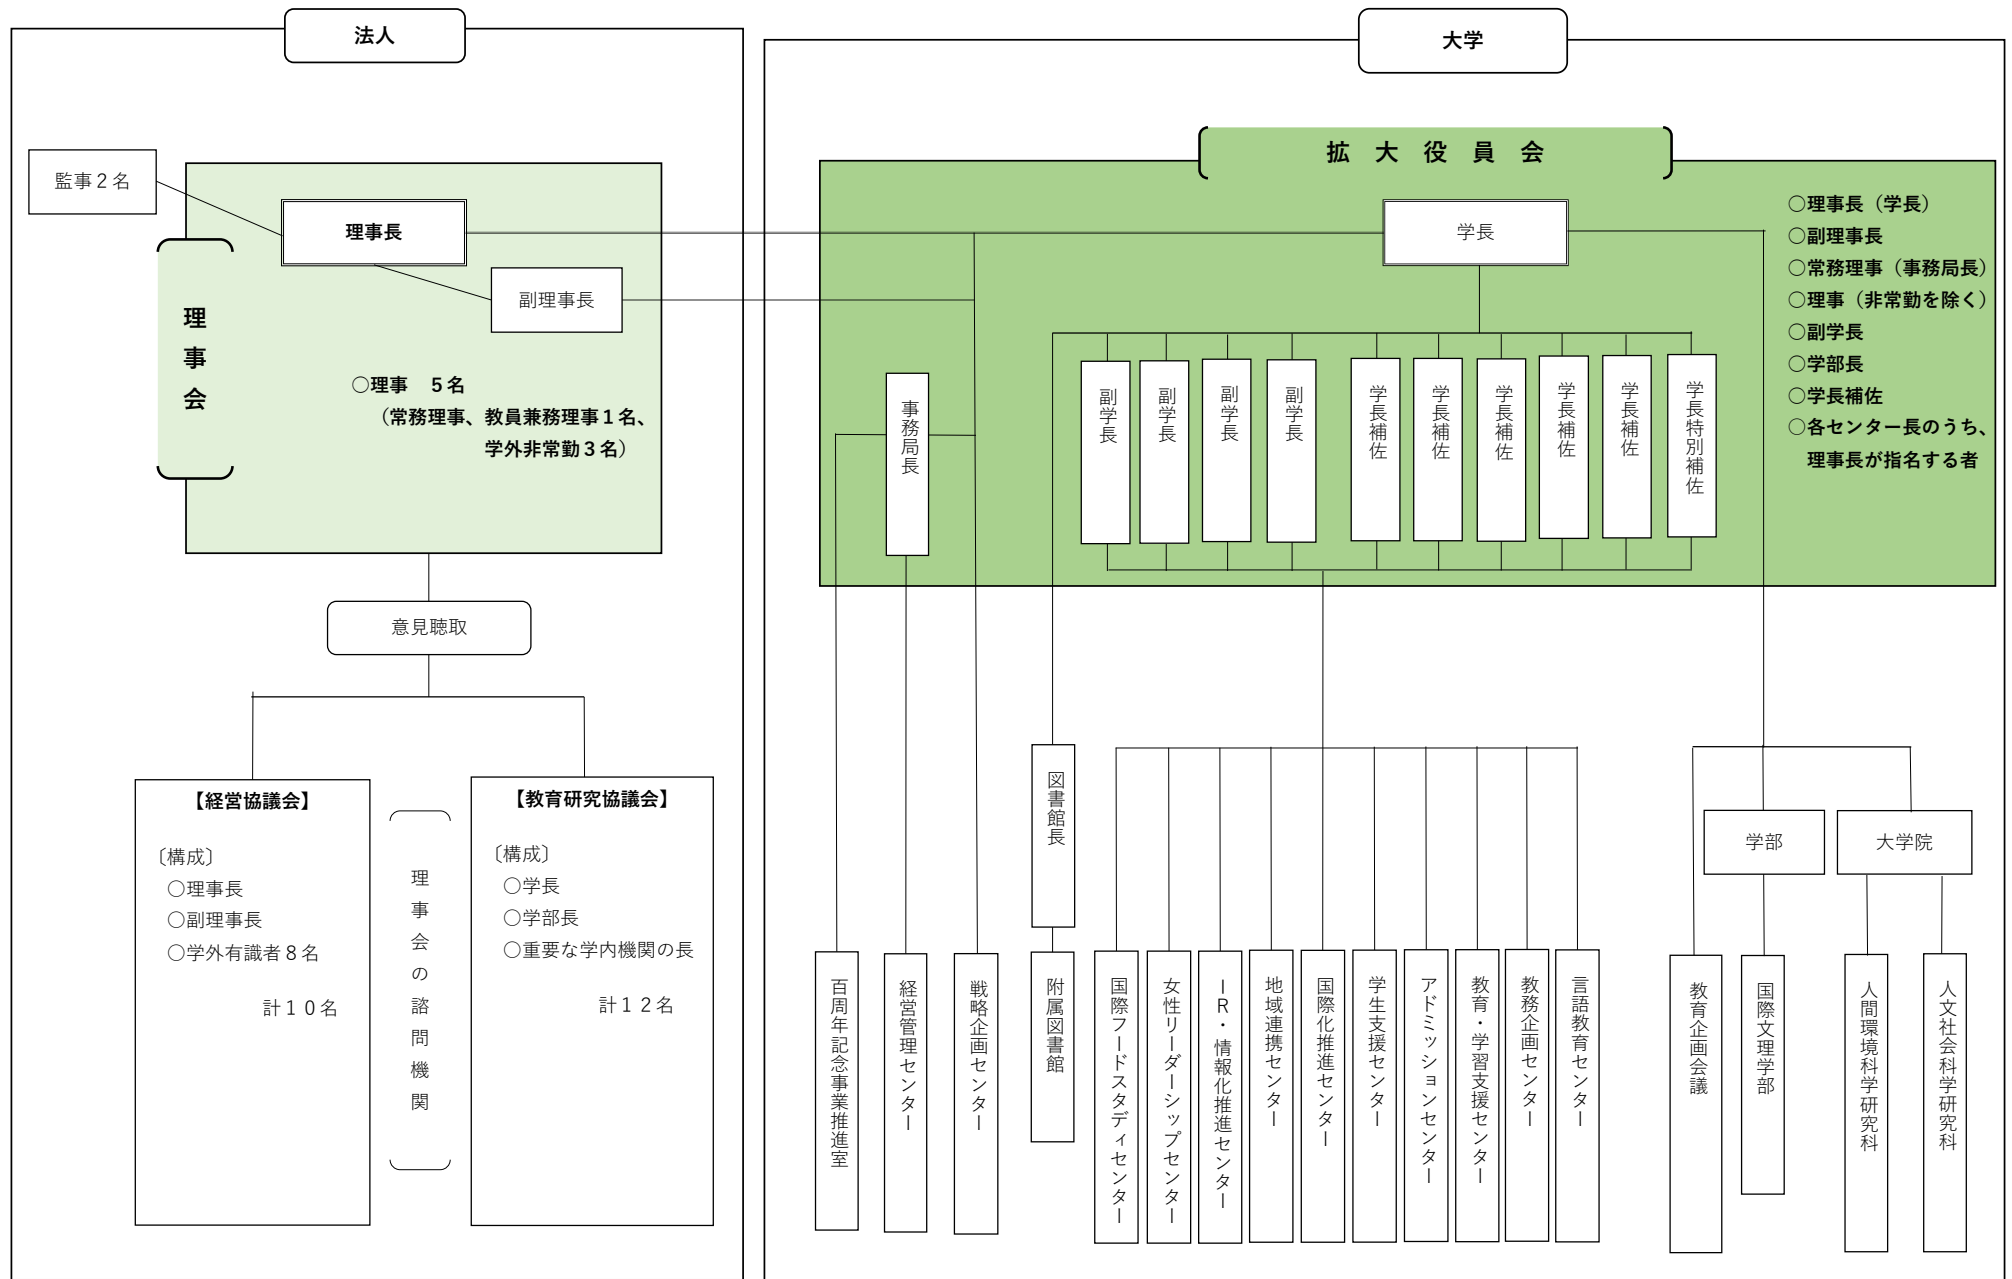 法人
監事２名
理事長
副理事長
理事会
○理事　５名
（常務理事、教員兼務理事１名、
学外非常勤３名）
意見聴取
【経営協議会】
〔構成〕
○理事長
○副理事長
○学外有識者８名
計１０名
理事会の諮問機関
【教育研究協議会】
〔構成〕
○学長
○学部長
○重要な学内機関の長
計１２名
大学
拡大役員会
学長
○理事長（学長）
○副理事長
○常務理事（事務局長）
○理事（非常勤を除く）
○副学長
○学部長
○学長補佐
○各センター長のうち、
理事長が指名する者
事務局長
副学長
副学長
副学長
副学長
学長補佐
学長補佐
学長補佐
学長補佐
学長補佐
学長特別補佐
図書館長
学部
大学院
百周年記念事業推進室
経営管理センター
戦略企画センター
附属図書館
国際フードスタディセンター
女性リーダーシップセンター
ＩＲ・情報化推進センター
地域連携センター
国際化推進センター
学生支援センター
アドミッションセンター
教育・学習支援センター
教務企画センター
言語教育センター
教育企画会議
国際文理学部
人間環境科学研究科
人文社会科学研究科